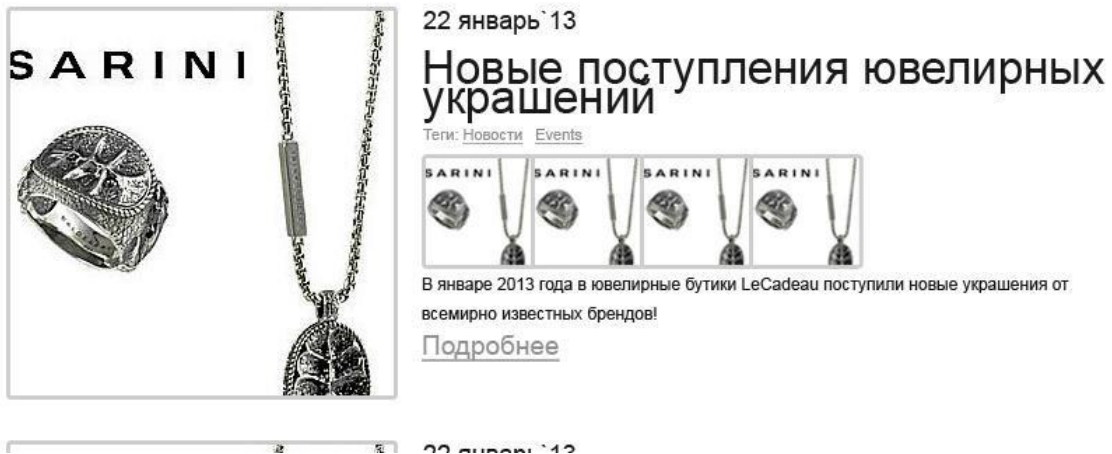 SARINI
22 январь`13
Новые поступления ювелирных
украшений
Теги: Новости Events
SARINI SARINI SARINI SARINI
В январе 2013 года в ювелирные бутики LeCadeau поступили новые украшения от
всемирно известных брендов!
Подробнее
22 январь`13